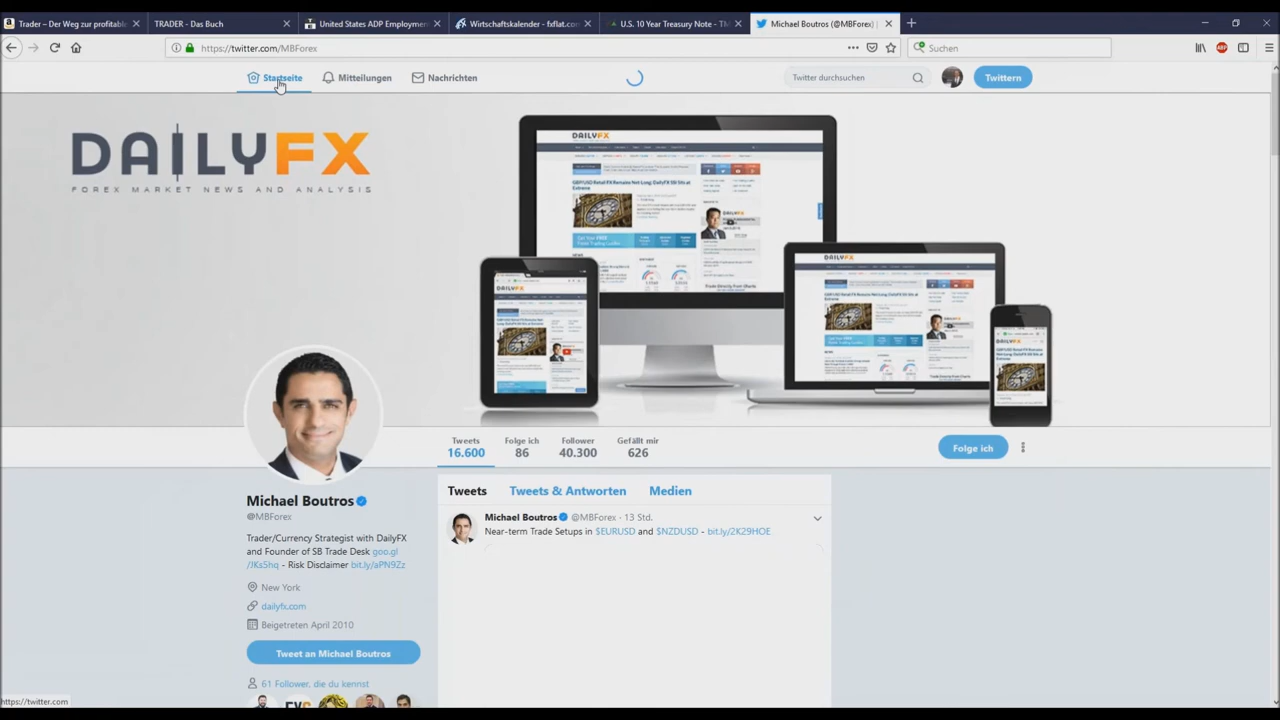 Trader – Der Weg zur profitable
TRADER - Das Buch
United States ADP Employmen
Wirtschaftskalender - fxflat.com
U.S. 10 Year Treasury Note - TM
Michael Boutros (@MBForex) |
https://twitter.com/MBForex
Suchen
Startseite
Mitteilungen
Nachrichten
Twitter durchsuchen
Twittern
DAILYFX
FOREX MARKET NEWS AND ANA
Tweets
Folge ich
Follower
Gefällt mir
16.600
86
40.300
626
Folge ich
Michael Boutros
@MBForex
Trader/Currency Strategist with DailyFX
and Founder of SB Trade Desk goo.gl
/JKsShq - Risk Disclaimer bit.ly/aPN9Zz
New York
dailyfx.com
Beigetreten April 2010
Tweet an Michael Boutros
61 Follower, die du kennst
Tweets
Tweets & Antworten
Medien
Michael Boutros @MBForex · 13 Std.
Near-term Trade Setups in $EURUSD and $NZDUSD - bit.ly/2K29HOE
https://twitter.com